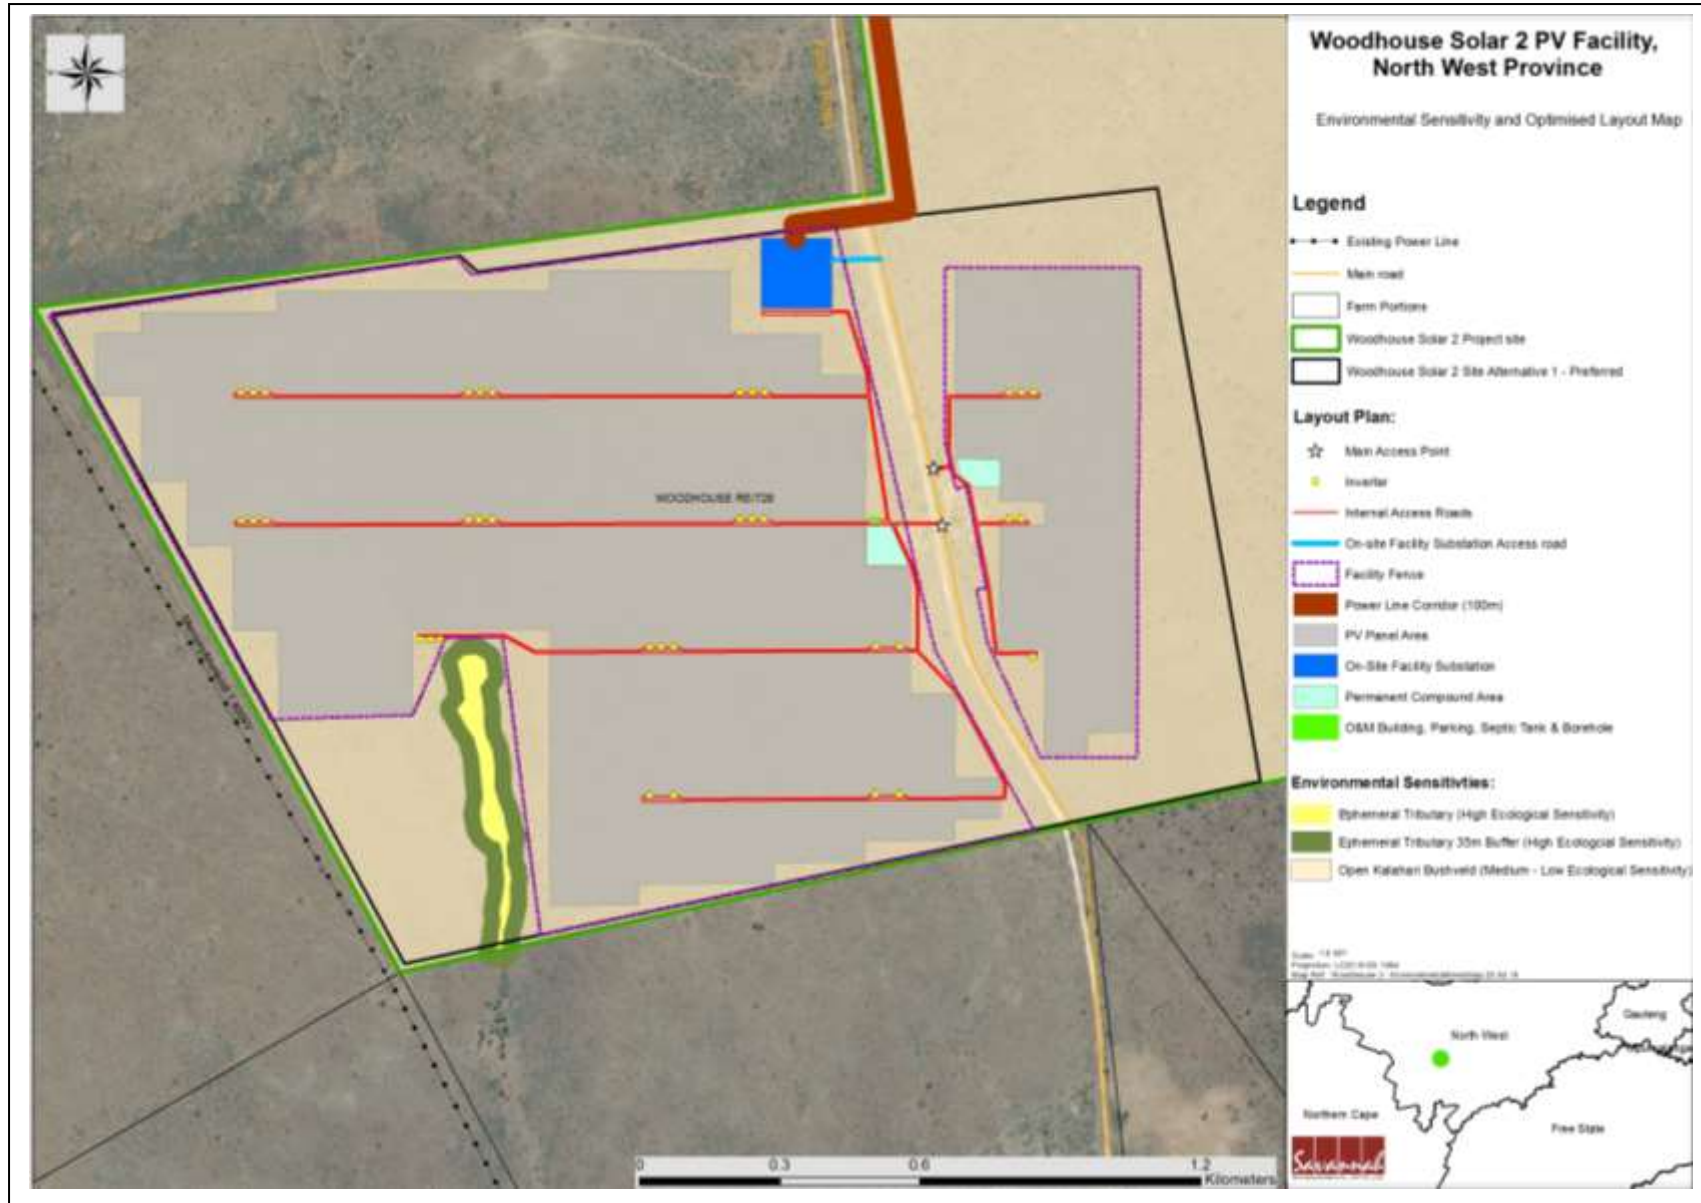 Woodhouse Solar 2 PV Facility,
North West Province
Environmental Sensitivity and Optimised Layout Map
Legend
Existing Power Line
Main road
Farm Portions
Woodhouse Solar 2 Project site
Woodhouse Solar 2 Site Alternative 1 - Preferred
Layout Plan:
Main Access Point
Inverter
Internal Access Roads
On-site Facility Substation Access road
Facility Fence
Power Line Corridor (100m)
PV Panel Area
On-Site Facility Substation
Permanent Compound Area
O&M Building, Parking, Septic Tank & Borehole
Environmental Sensitivties:
Ephemeral Tributary (High Ecological Sensitivity)
Ephemeral Tributary 35m Buffer (High Ecologcial Sensitivity)
Open Kalahari Bushveld (Medium - Low Ecological Sensitivity)
WOODHOUSE RE/729
0 0.3 0.6 1.2
Kilometers
Gauteng
North West
Northern Cape
Free State
Savannah